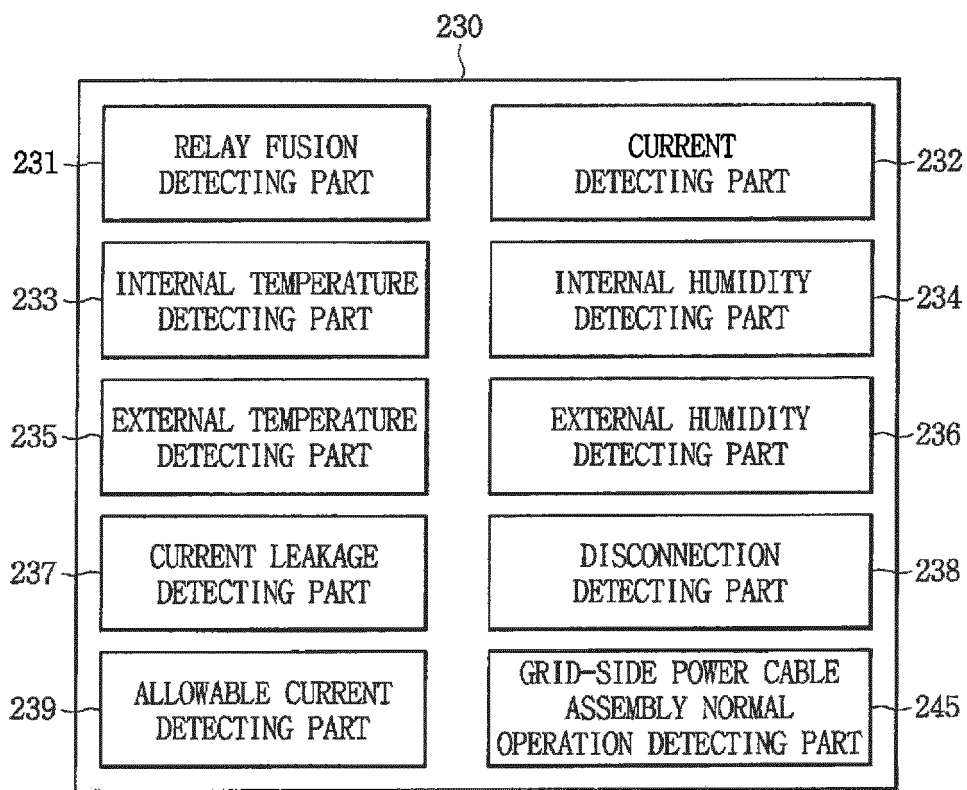 230
231
RELAY FUSION
DETECTING PART
CURRENT
DETECTING PART
232
233
INTERNAL TEMPERATURE
DETECTING PART
INTERNAL HUMIDITY
DETECTING PART
234
235
EXTERNAL TEMPERATURE
DETECTING PART
EXTERNAL HUMIDITY
DETECTING PART
236
237
CURRENT LEAKAGE
DETECTING PART
DISCONNECTION
DETECTING PART
238
239
ALLOWABLE CURRENT
DETECTING PART
GRID-SIDE POWER CABLE
ASSEMBLY NORMAL
OPERATION DETECTING PART
245